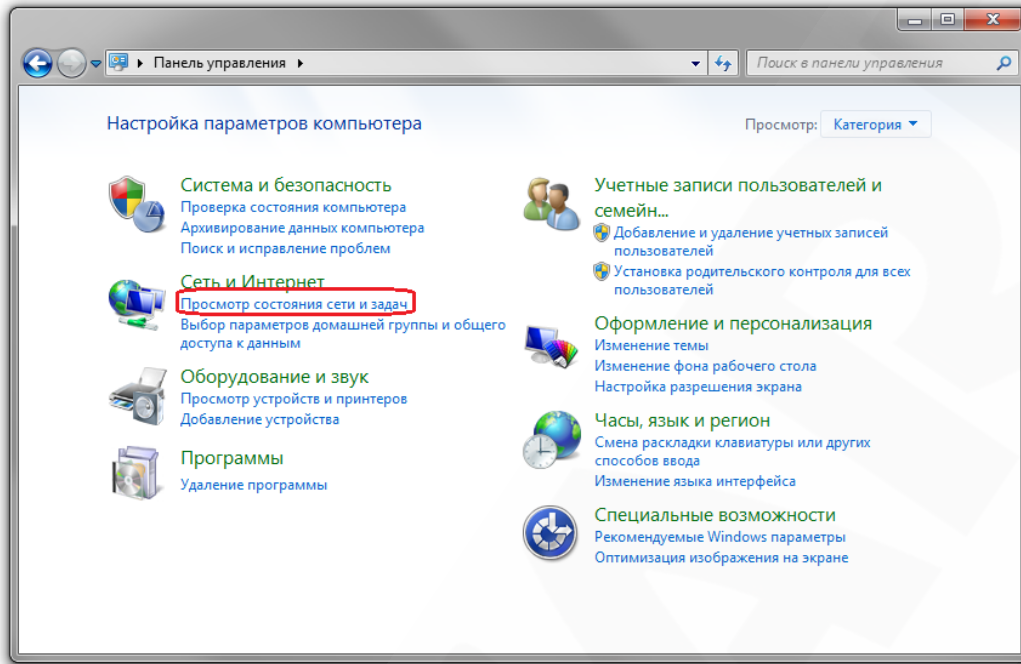 Панель управления
Поиск в панели управления
Настройка параметров компьютера
Просмотр: Категория
Система и безопасность
Проверка состояния компьютера
Архивирование данных компьютера
Поиск и исправление проблем
Сеть и Интернет
Просмотр состояния сети и задач
Выбор параметров домашней группы и общего
доступа к данным
Оборудование и звук
Просмотр устройств и принтеров
Добавление устройства
Программы
Удаление программы
Учетные записи пользователей и
семейн...
Добавление и удаление учетных записей
пользователей
Установка родительского контроля для всех
пользователей
Оформление и персонализация
Изменение темы
Изменение фона рабочего стола
Настройка разрешения экрана
Часы, язык и регион
Смена раскладки клавиатуры или других
способов ввода
Изменение языка интерфейса
Специальные возможности
Рекомендуемые Windows параметры
Оптимизация изображения на экране